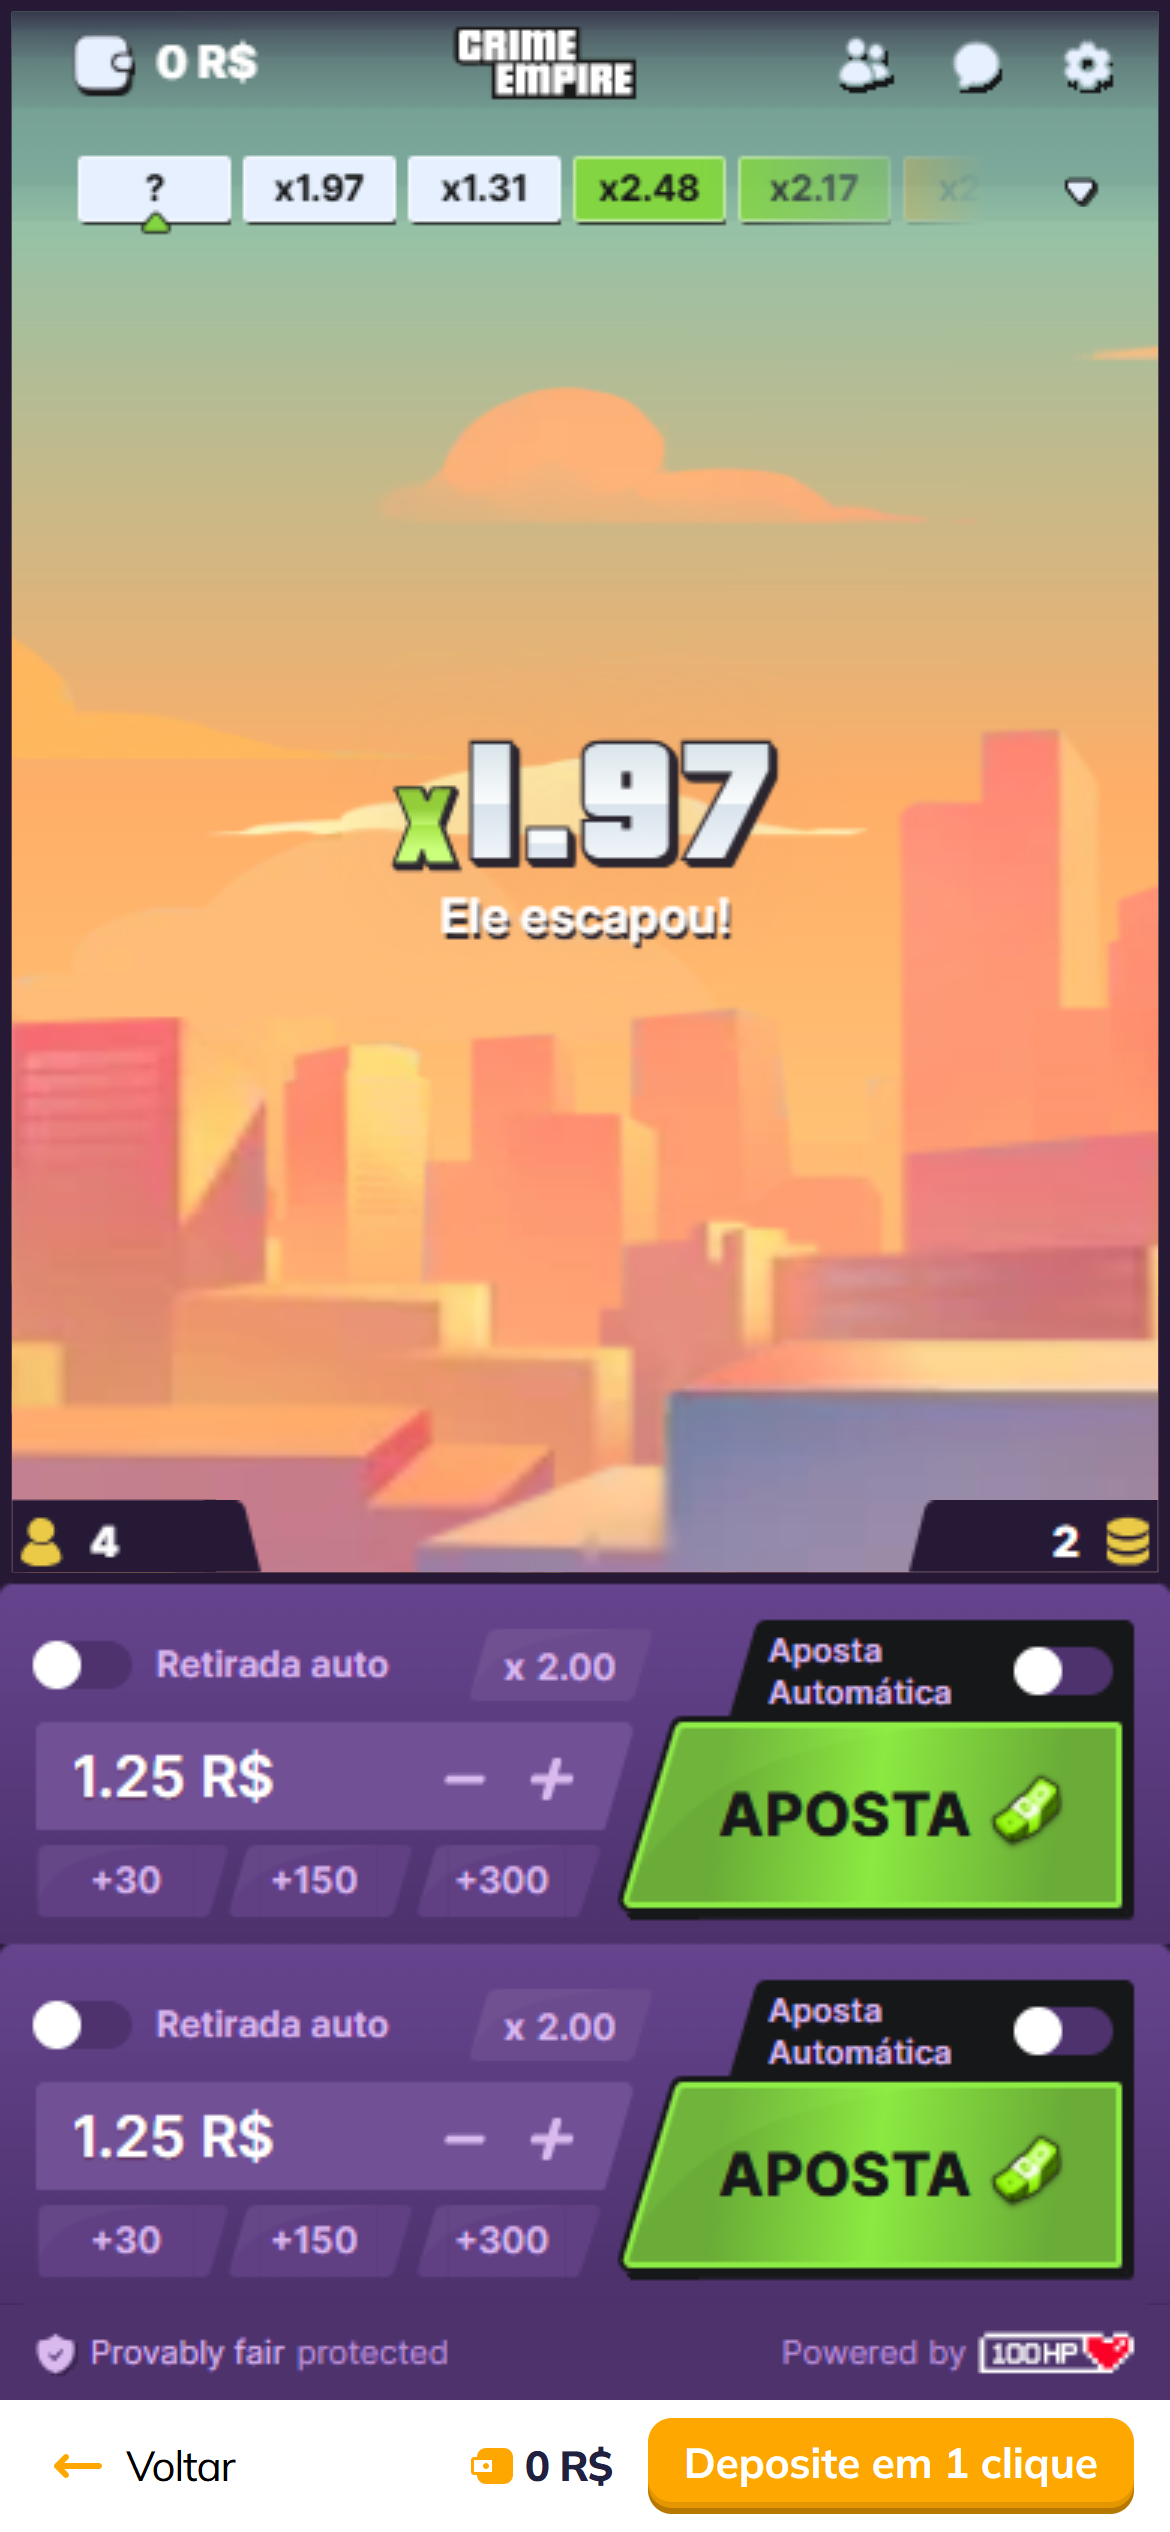 0 R$
CRIME
EMPIRE
?
x1.97
x1.31
x2.48
x2.17
x1.97
Ele escapou!
4
2
Retirada auto
x 2.00
Aposta
Automática
1.25 R$
− +
APOSTA
+30
+150
+300
Retirada auto
x 2.00
Aposta
Automática
1.25 R$
− +
APOSTA
+30
+150
+300
Provably fair protected
Powered by 100HP
← Voltar
0 R$
Deposite em 1 clique